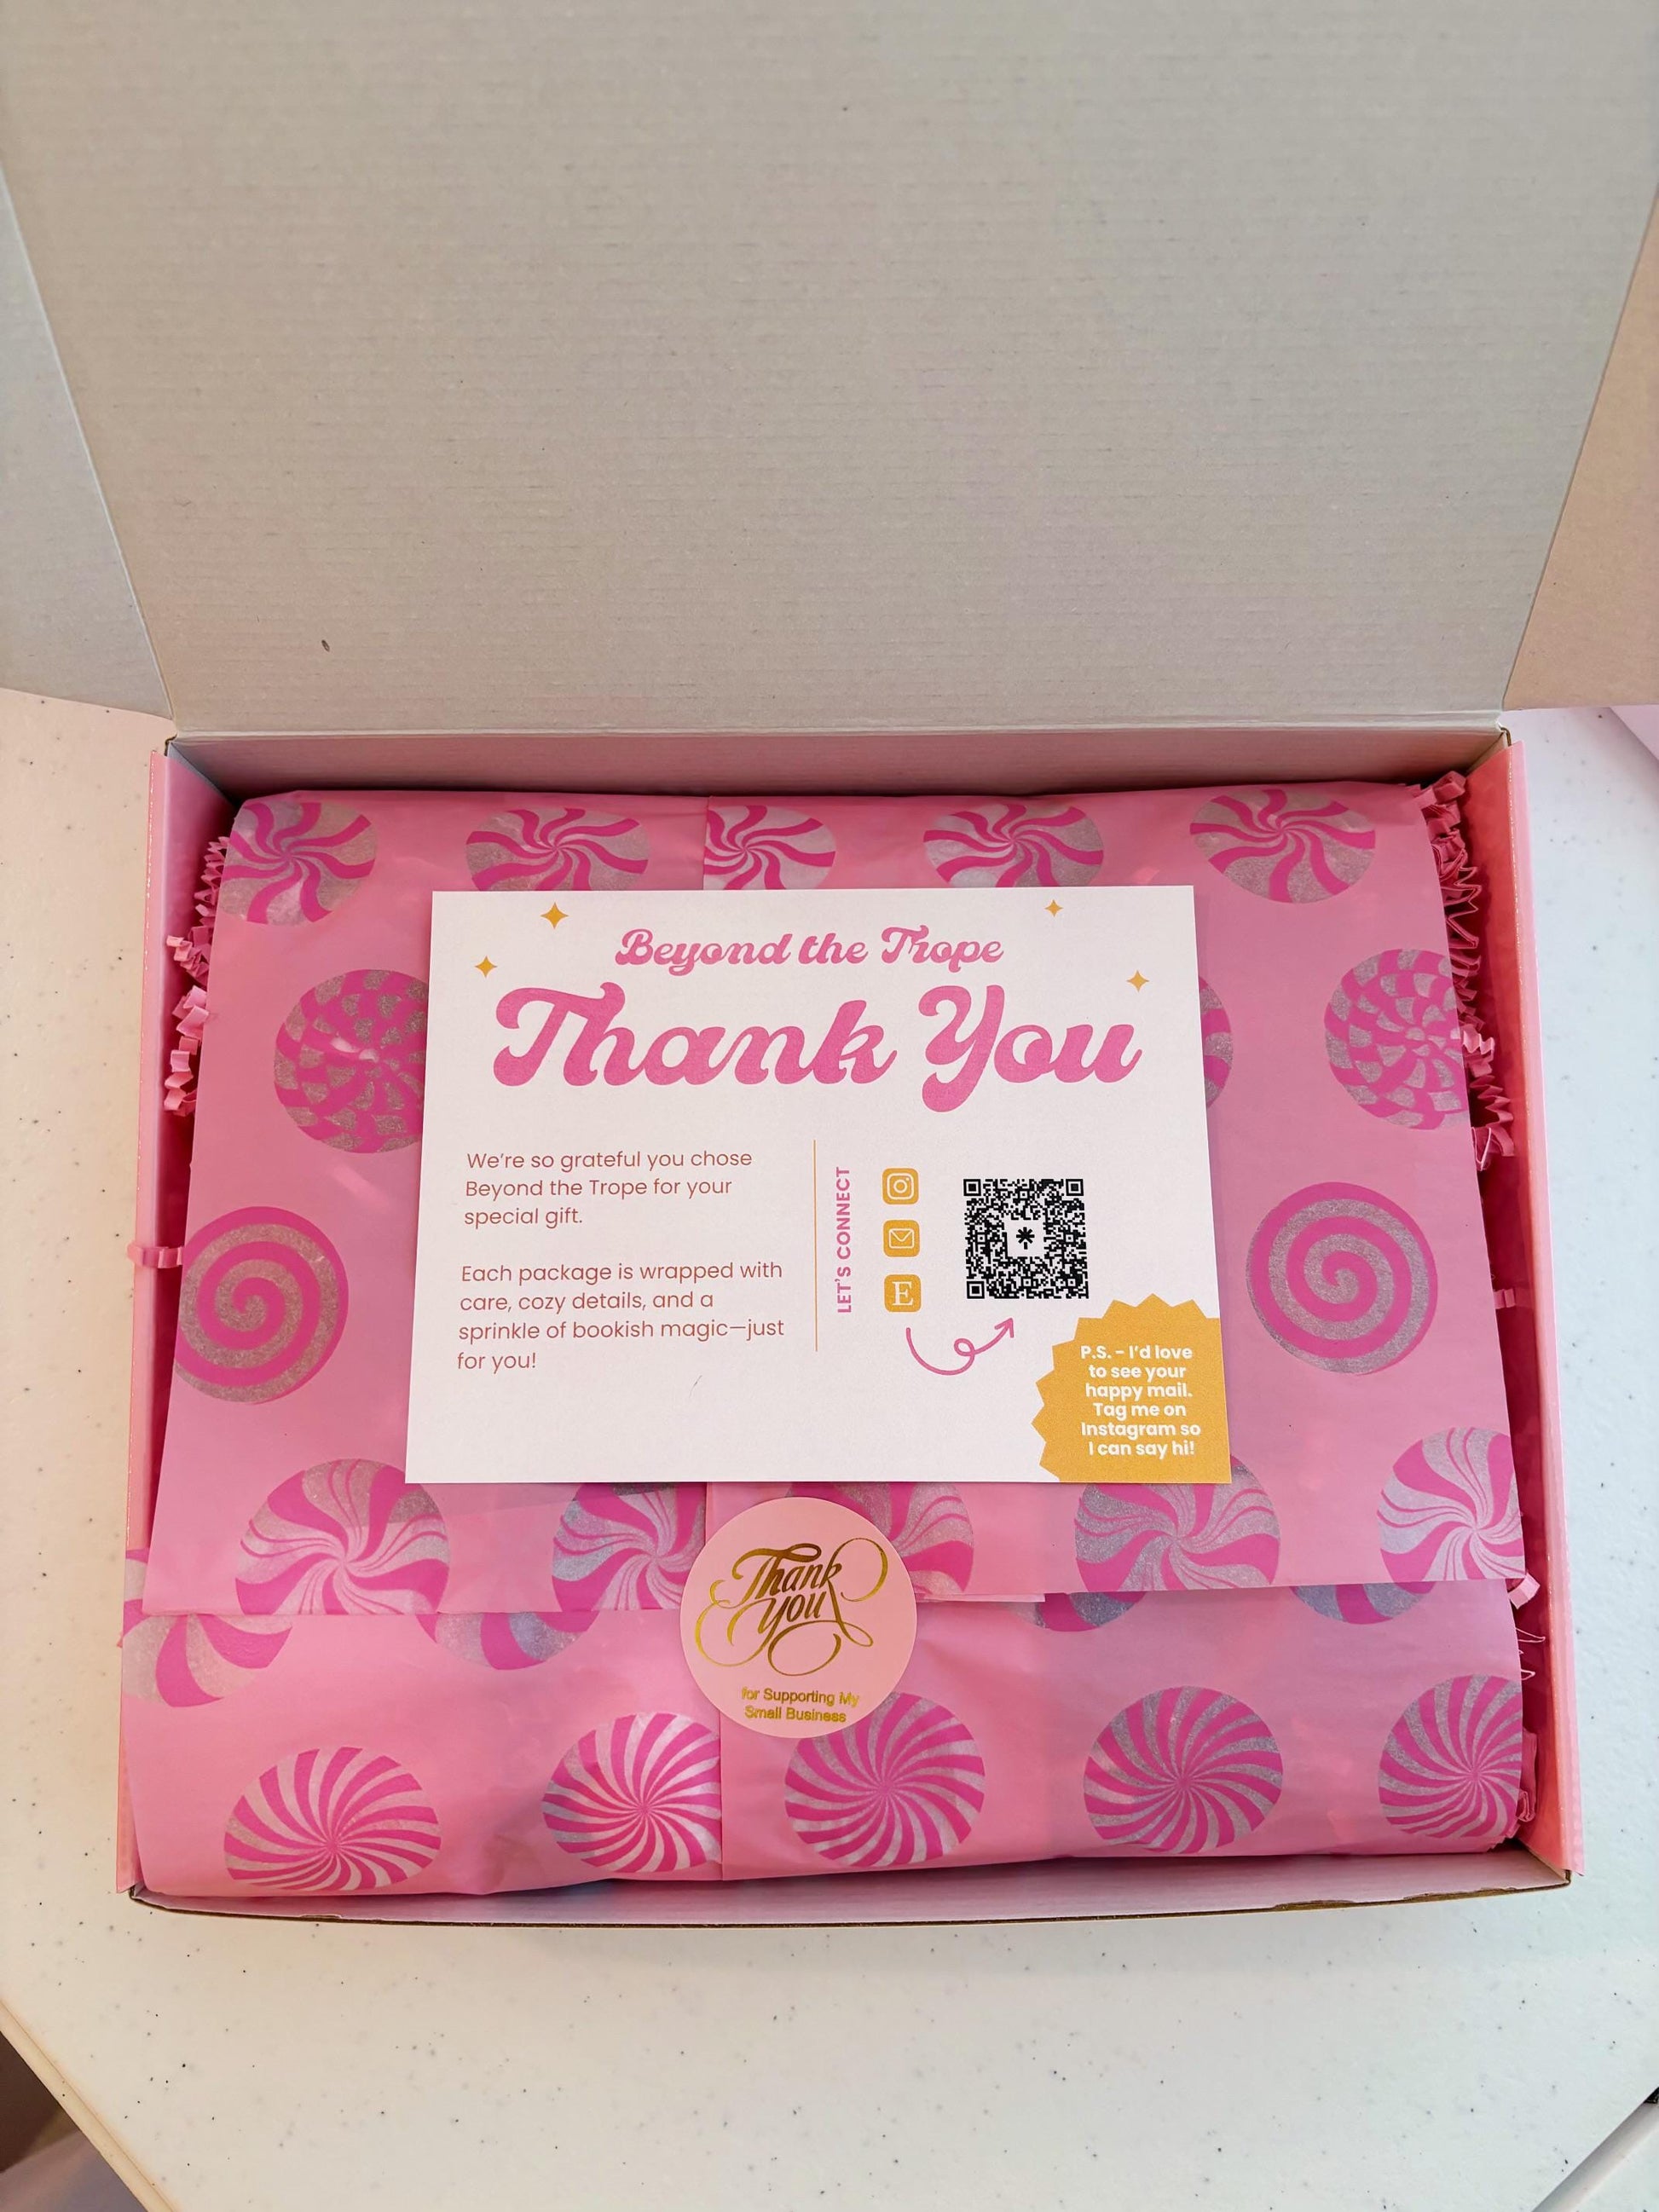 Beyond the Trope
Thank You
We're so grateful you chose
Beyond the Trope for your
special gift.
Each package is wrapped with
care, cozy details, and a
sprinkle of bookish magic—just
for you!
LET'S CONNECT
E
P.S. - I'd love
to see your
happy mail.
Tag me on
Instagram so
I can say hi!
Thank
you
for Supporting My
Small Business